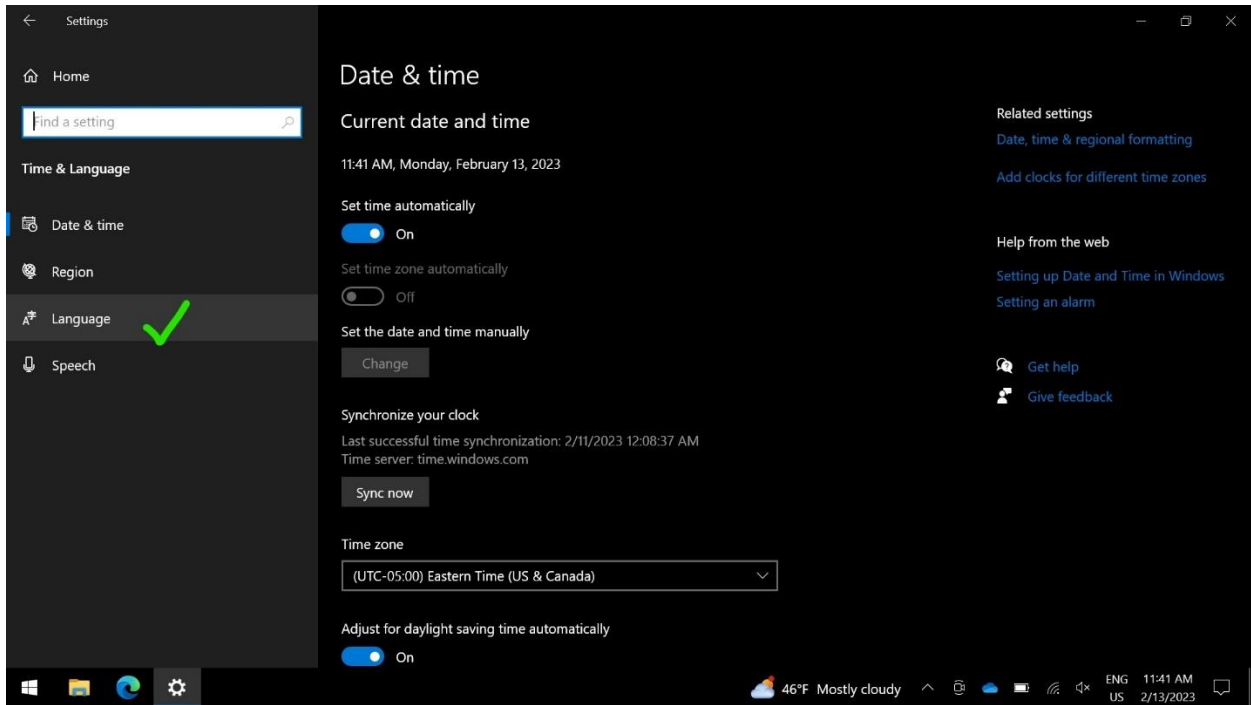 Settings
Home
Find a setting
Time & Language
Date & time
Region
Language
Speech
Date & time
Current date and time
11:41 AM, Monday, February 13, 2023
Set time automatically
On
Set time zone automatically
Off
Set the date and time manually
Change
Synchronize your clock
Last successful time synchronization: 2/11/2023 12:08:37 AM
Time server: time.windows.com
Sync now
Time zone
(UTC-05:00) Eastern Time (US & Canada)
Adjust for daylight saving time automatically
On
Related settings
Date, time & regional formatting
Add clocks for different time zones
Help from the web
Setting up Date and Time in Windows
Setting an alarm
Get help
Give feedback
46°F Mostly cloudy
ENG
US
11:41 AM
2/13/2023